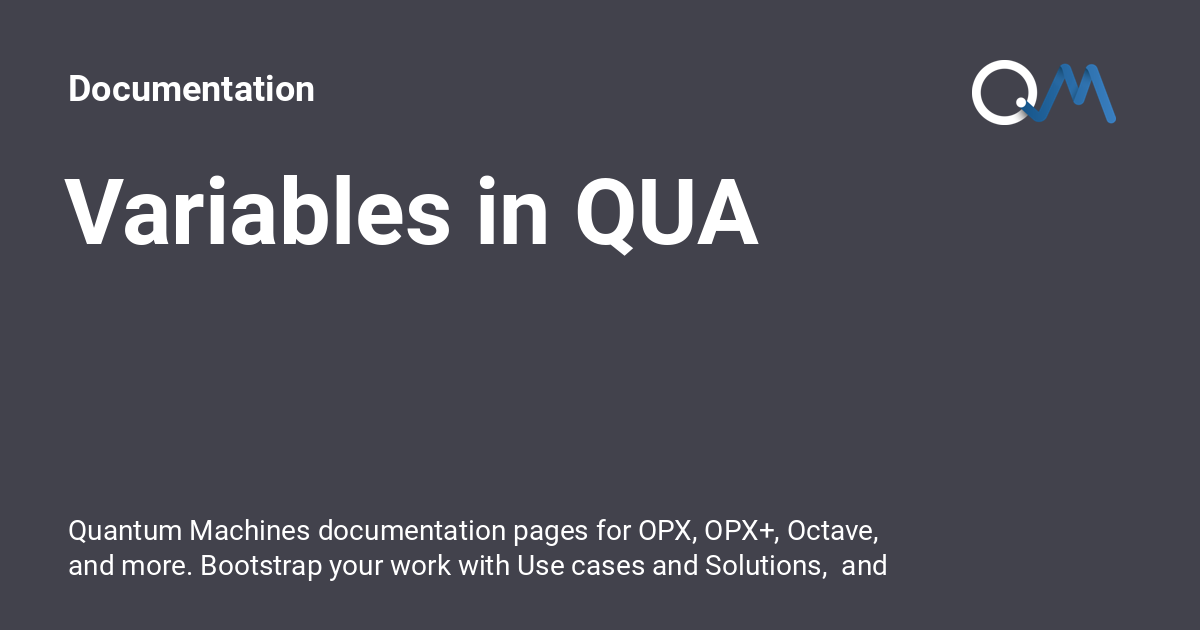 Documentation
QM
Variables in QUA
Quantum Machines documentation pages for OPX, OPX+, Octave,
and more. Bootstrap your work with Use cases and Solutions,  and